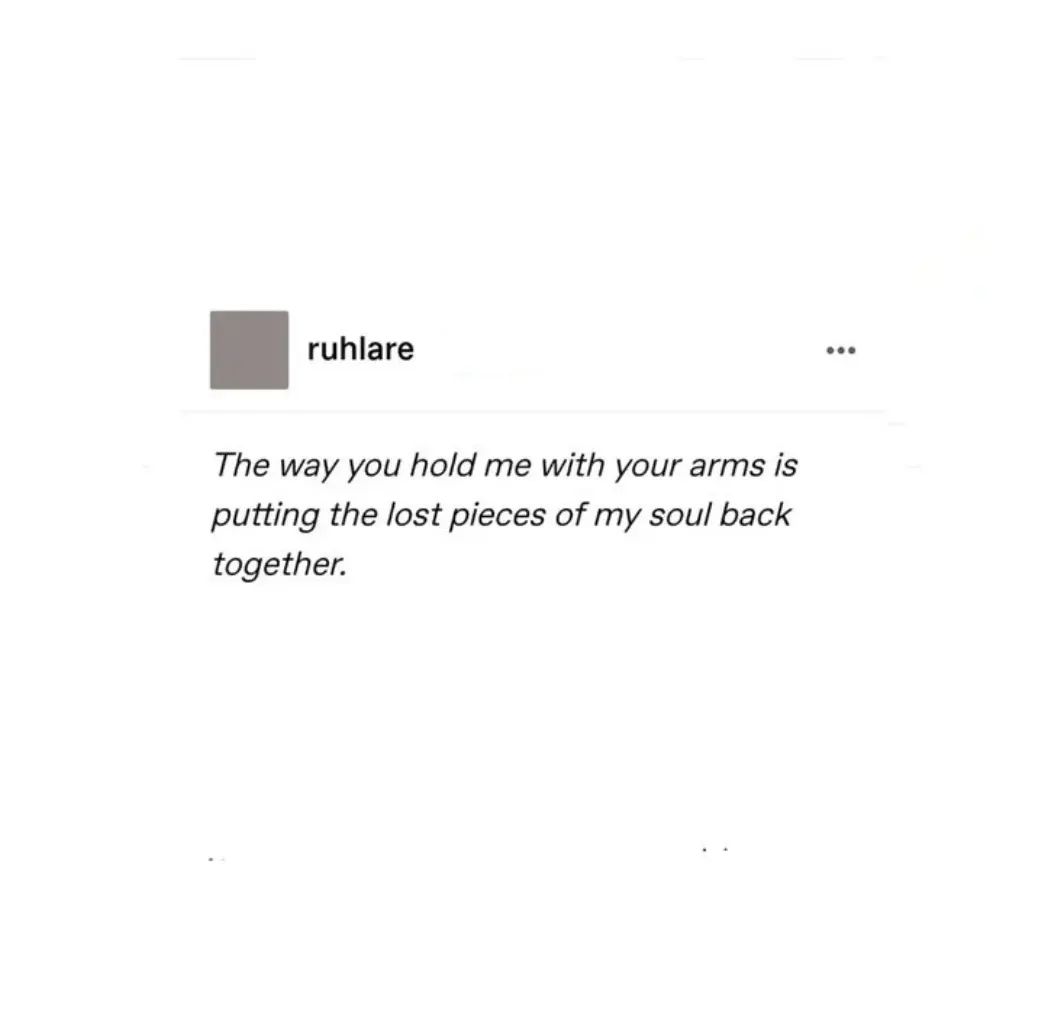 ruhlare
The way you hold me with your arms is
putting the lost pieces of my soul back
together.